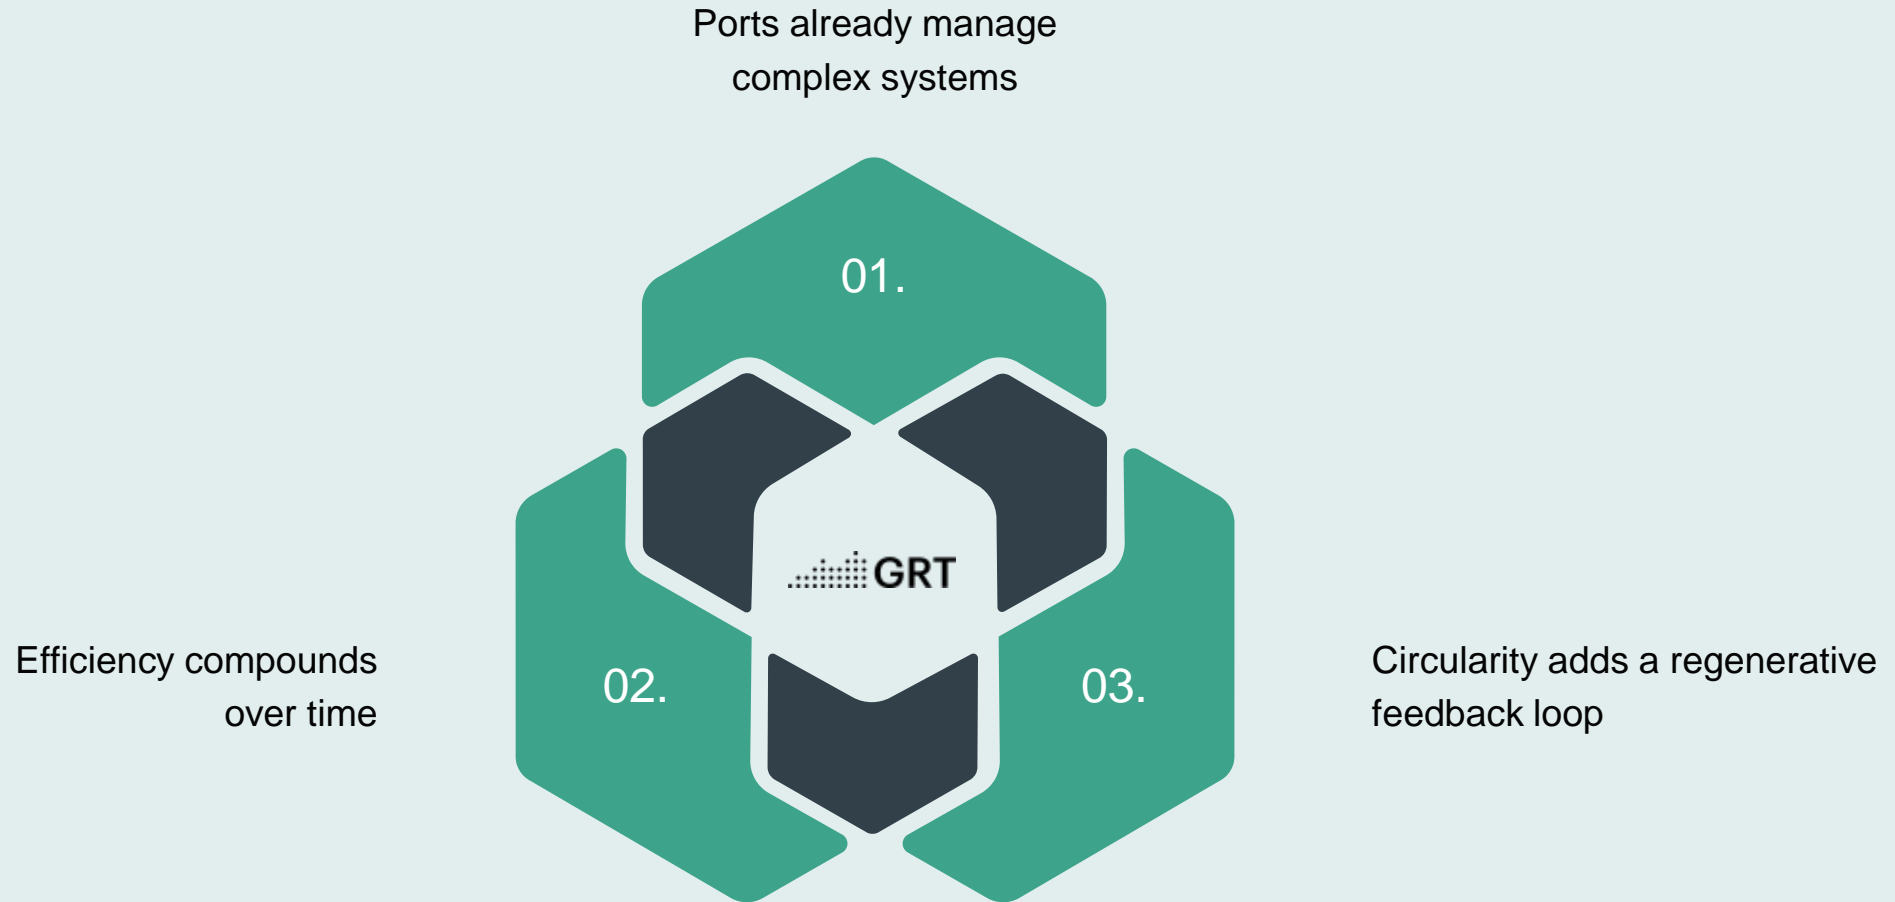 Ports already manage
complex systems
01.
GRT
Efficiency compounds
over time
02.
03.
Circularity adds a regenerative
feedback loop